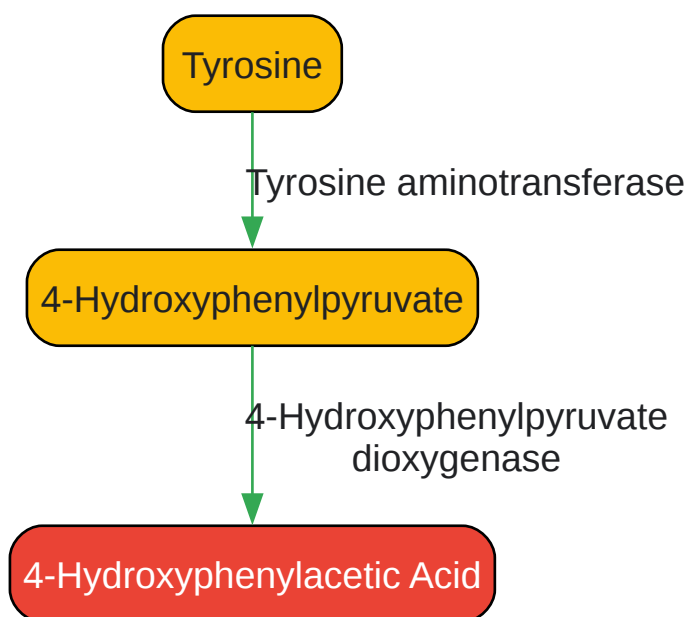 Tyrosine
Tyrosine aminotransferase
4-Hydroxyphenylpyruvate
4-Hydroxyphenylpyruvate
dioxygenase
4-Hydroxyphenylacetic Acid